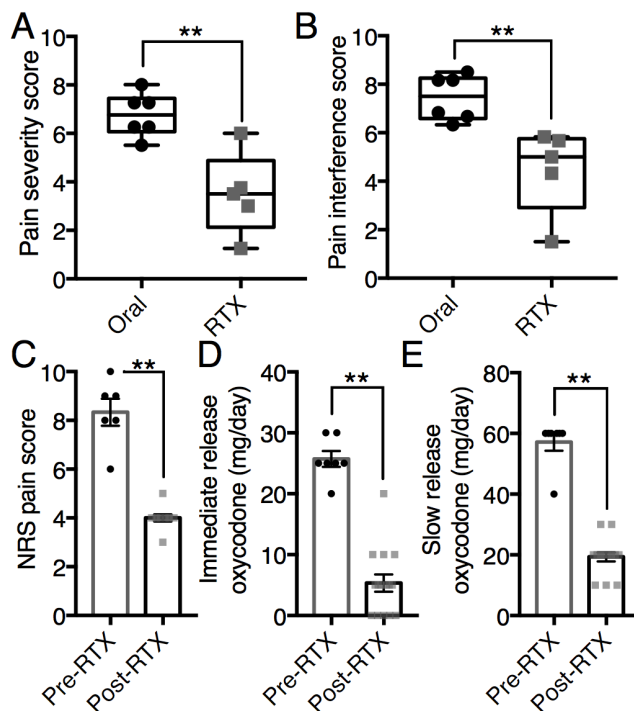 A
**
Pain severity score
10
8
6
4
2
0
Oral
RTX
B
**
Pain interference score
10
8
6
4
2
0
Oral
RTX
C
**
NRS pain score
10
8
6
4
2
0
Pre-RTX
Post-RTX
D
**
Immediate release
oxycodone (mg/day)
40
30
20
10
0
Pre-RTX
Post-RTX
E
**
Slow release
oxycodone (mg/day)
80
60
40
20
0
Pre-RTX
Post-RTX